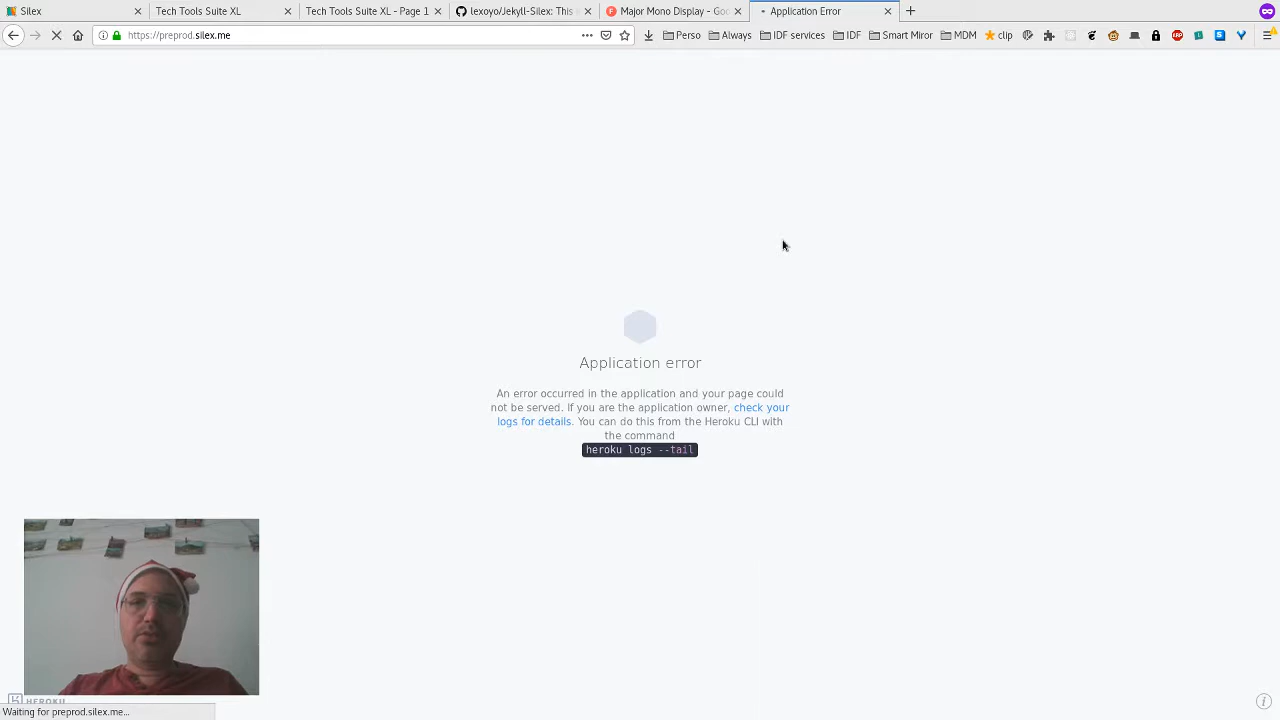 Silex
Tech Tools Suite XL
Tech Tools Suite XL - Page 1
lexoyo/Jekyll-Silex: This
Major Mono Display - Goo
Application Error
https://preprod.silex.me
Perso
Always
IDF services
IDF
Smart Miror
MDM
clip
Application error
An error occurred in the application and your page could
not be served. If you are the application owner, check your
logs for details. You can do this from the Heroku CLI with
the command
heroku logs --tail
HEROKU
Waiting for preprod.silex.me...